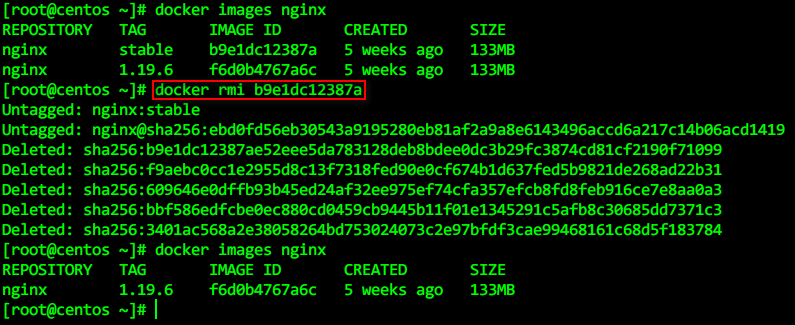 [root@centos ~]# docker images nginx
REPOSITORY TAG IMAGE ID CREATED SIZE
nginx stable b9e1dc12387a 5 weeks ago 133MB
nginx 1.19.6 f6d0b4767a6c 5 weeks ago 133MB
[root@centos ~]# docker rmi b9e1dc12387a
Untagged: nginx:stable
Untagged: nginx@sha256:ebd0fd56eb30543a9195280eb81af2a9a8e6143496accd6a217c14b06acd1419
Deleted: sha256:b9e1dc12387ae52eee5da783128deb8bdee0dc3b29fc3874cd81cf2190f71099
Deleted: sha256:f9aebc0cc1e2955d8c13f7318fed90e0cf674b1d637fed5b9821de268ad22b31
Deleted: sha256:609646e0dffb93b45ed24af32ee975ef74cfa357efcb8fd8feb916ce7e8aa0a3
Deleted: sha256:bbf586edfcbe0ec880cd0459cb9445b11f01e1345291c5afb8c30685dd7371c3
Deleted: sha256:3401ac568a2e38058264bd753024073c2e97bfdf3cae99468161c68d5f183784
[root@centos ~]# docker images nginx
REPOSITORY TAG IMAGE ID CREATED SIZE
nginx 1.19.6 f6d0b4767a6c 5 weeks ago 133MB
[root@centos ~]#